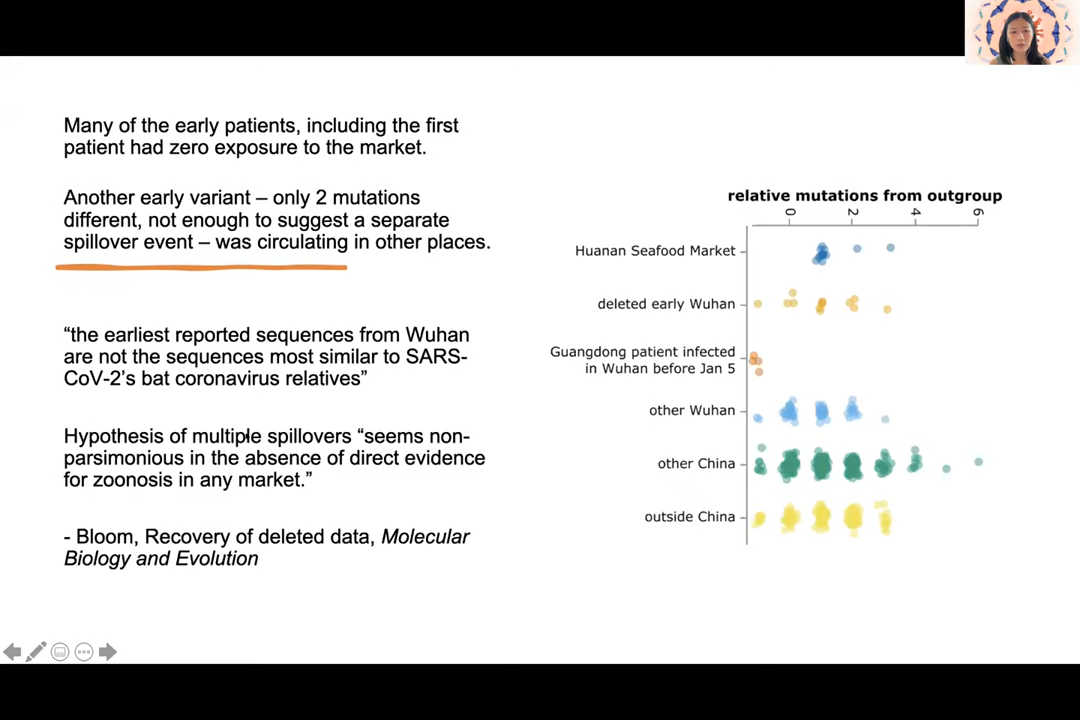 Many of the early patients, including the first
patient had zero exposure to the market.
Another early variant – only 2 mutations
different, not enough to suggest a separate
spillover event – was circulating in other places.
“the earliest reported sequences from Wuhan
are not the sequences most similar to SARS-
CoV-2’s bat coronavirus relatives”
Hypothesis of multiple spillovers “seems non-
parsimonious in the absence of direct evidence
for zoonosis in any market.”
- Bloom, Recovery of deleted data, Molecular
Biology and Evolution
relative mutations from outgroup
0 2 4 6
Huanan Seafood Market
deleted early Wuhan
Guangdong patient infected
in Wuhan before Jan 5
other Wuhan
other China
outside China